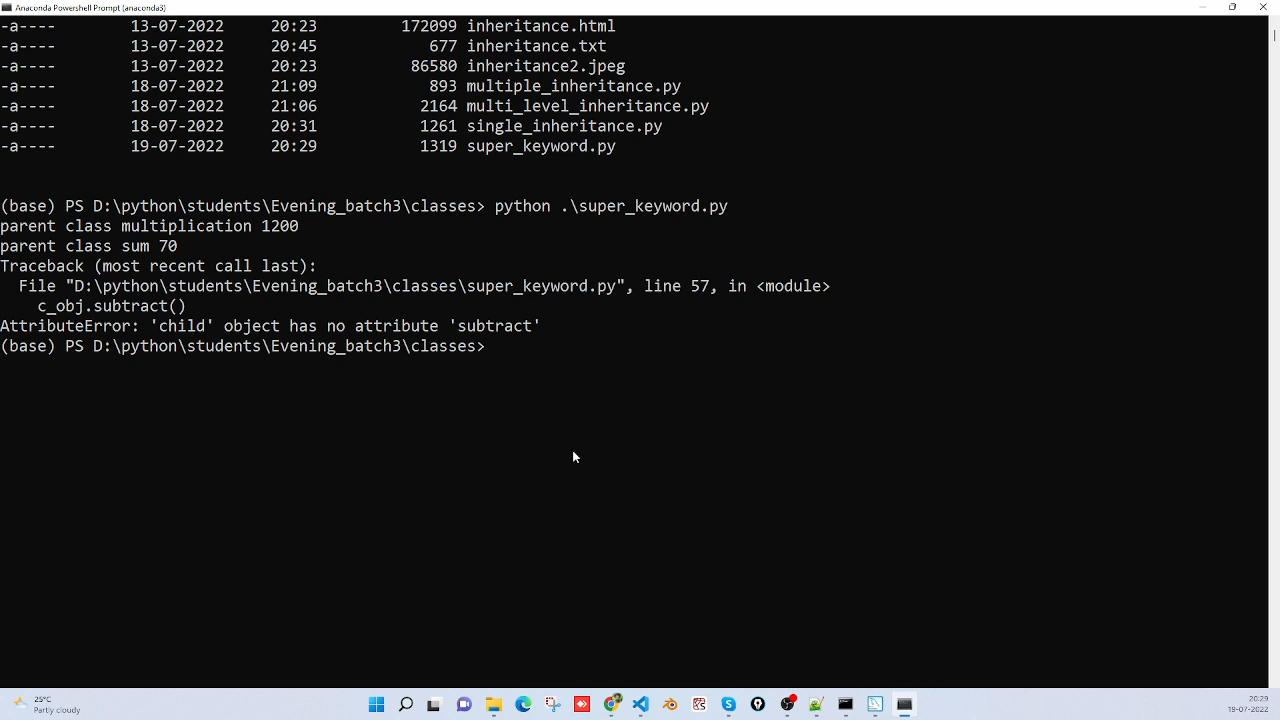 Anaconda Powershell Prompt (anaconda3)
-a---- 13-07-2022 20:23 172099 inheritance.html
-a---- 13-07-2022 20:45 677 inheritance.txt
-a---- 13-07-2022 20:23 86580 inheritance2.jpeg
-a---- 18-07-2022 21:09 893 multiple_inheritance.py
-a---- 18-07-2022 21:06 2164 multi_level_inheritance.py
-a---- 18-07-2022 20:31 1261 single_inheritance.py
-a---- 19-07-2022 20:29 1319 super_keyword.py
(base) PS D:\python\students\Evening_batch3\classes> python .\super_keyword.py
parent class multiplication 1200
parent class sum 70
Traceback (most recent call last):
File "D:\python\students\Evening_batch3\classes\super_keyword.py", line 57, in <module>
c_obj.subtract()
AttributeError: 'child' object has no attribute 'subtract'
(base) PS D:\python\students\Evening_batch3\classes>
25°C
Partly cloudy
20:29
19-07-2022